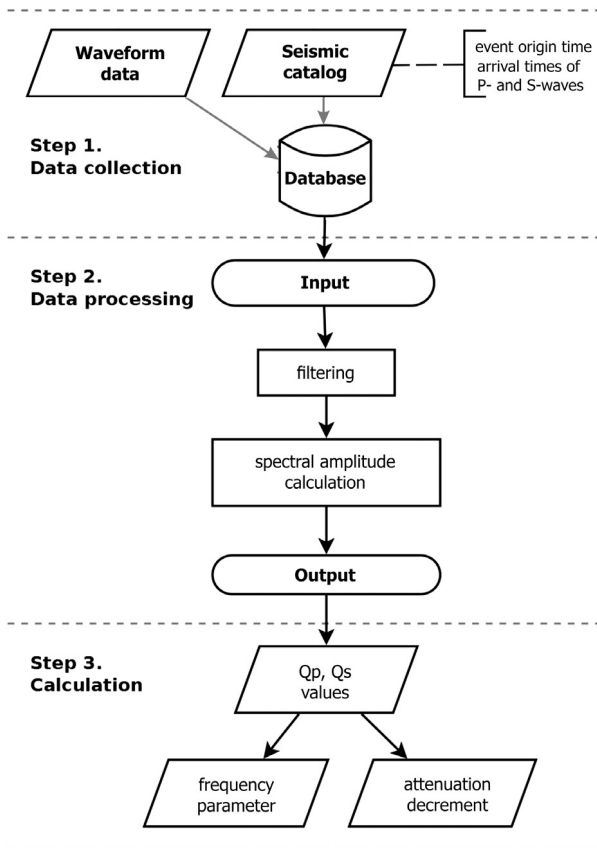 Waveform
data
Seismic
catalog
event origin time
arrival times of
P- and S-waves
Step 1.
Data collection
Database
Step 2.
Data processing
Input
filtering
spectral amplitude
calculation
Output
Step 3.
Calculation
Qp, Qs
values
frequency
parameter
attenuation
decrement